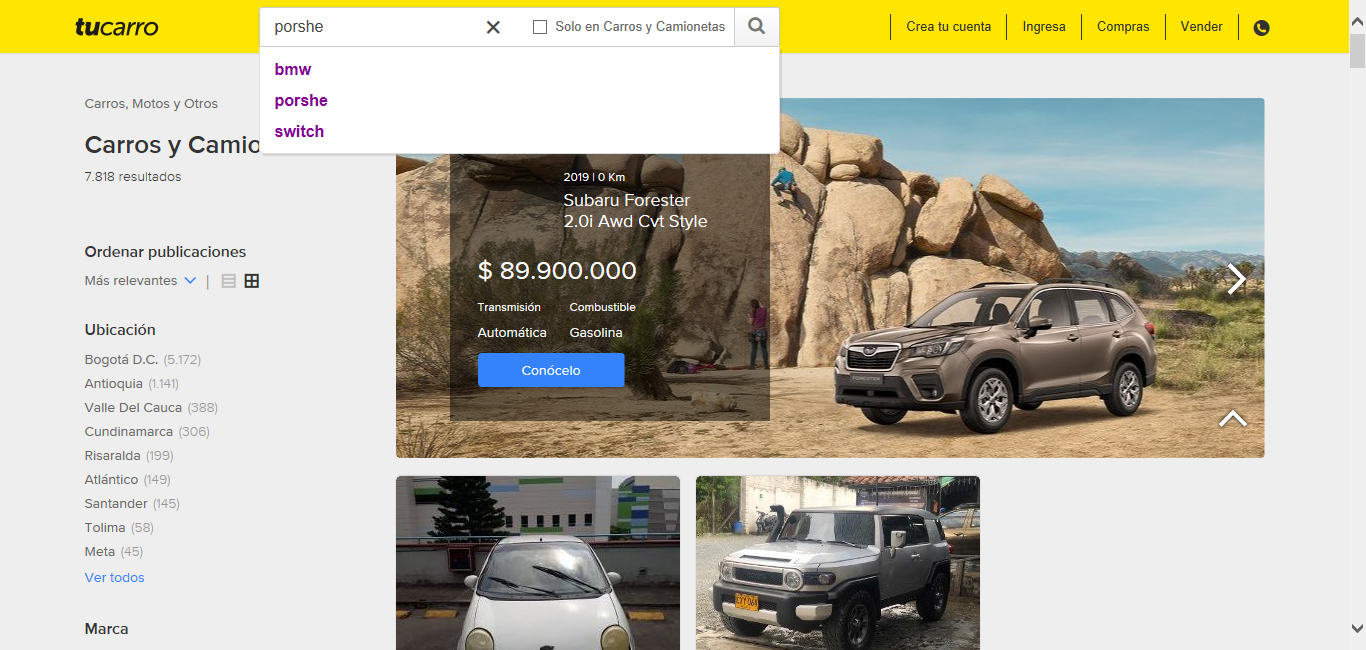 tucarro
porshe
Solo en Carros y Camionetas
Crea tu cuenta
Ingresa
Compras
Vender
bmw
porshe
switch
Carros, Motos y Otros
Carros y Camio
7.818 resultados
Ordenar publicaciones
Más relevantes |
Ubicación
Bogotá D.C. (5.172)
Antioquia (1.141)
Valle Del Cauca (388)
Cundinamarca (306)
Risaralda (199)
Atlántico (149)
Santander (145)
Tolima (58)
Meta (45)
Ver todos
Marca
2019 | 0 Km
Subaru Forester
2.0i Awd Cvt Style
$ 89.900.000
Transmisión Combustible
Automática Gasolina
Conócelo
FORESTER